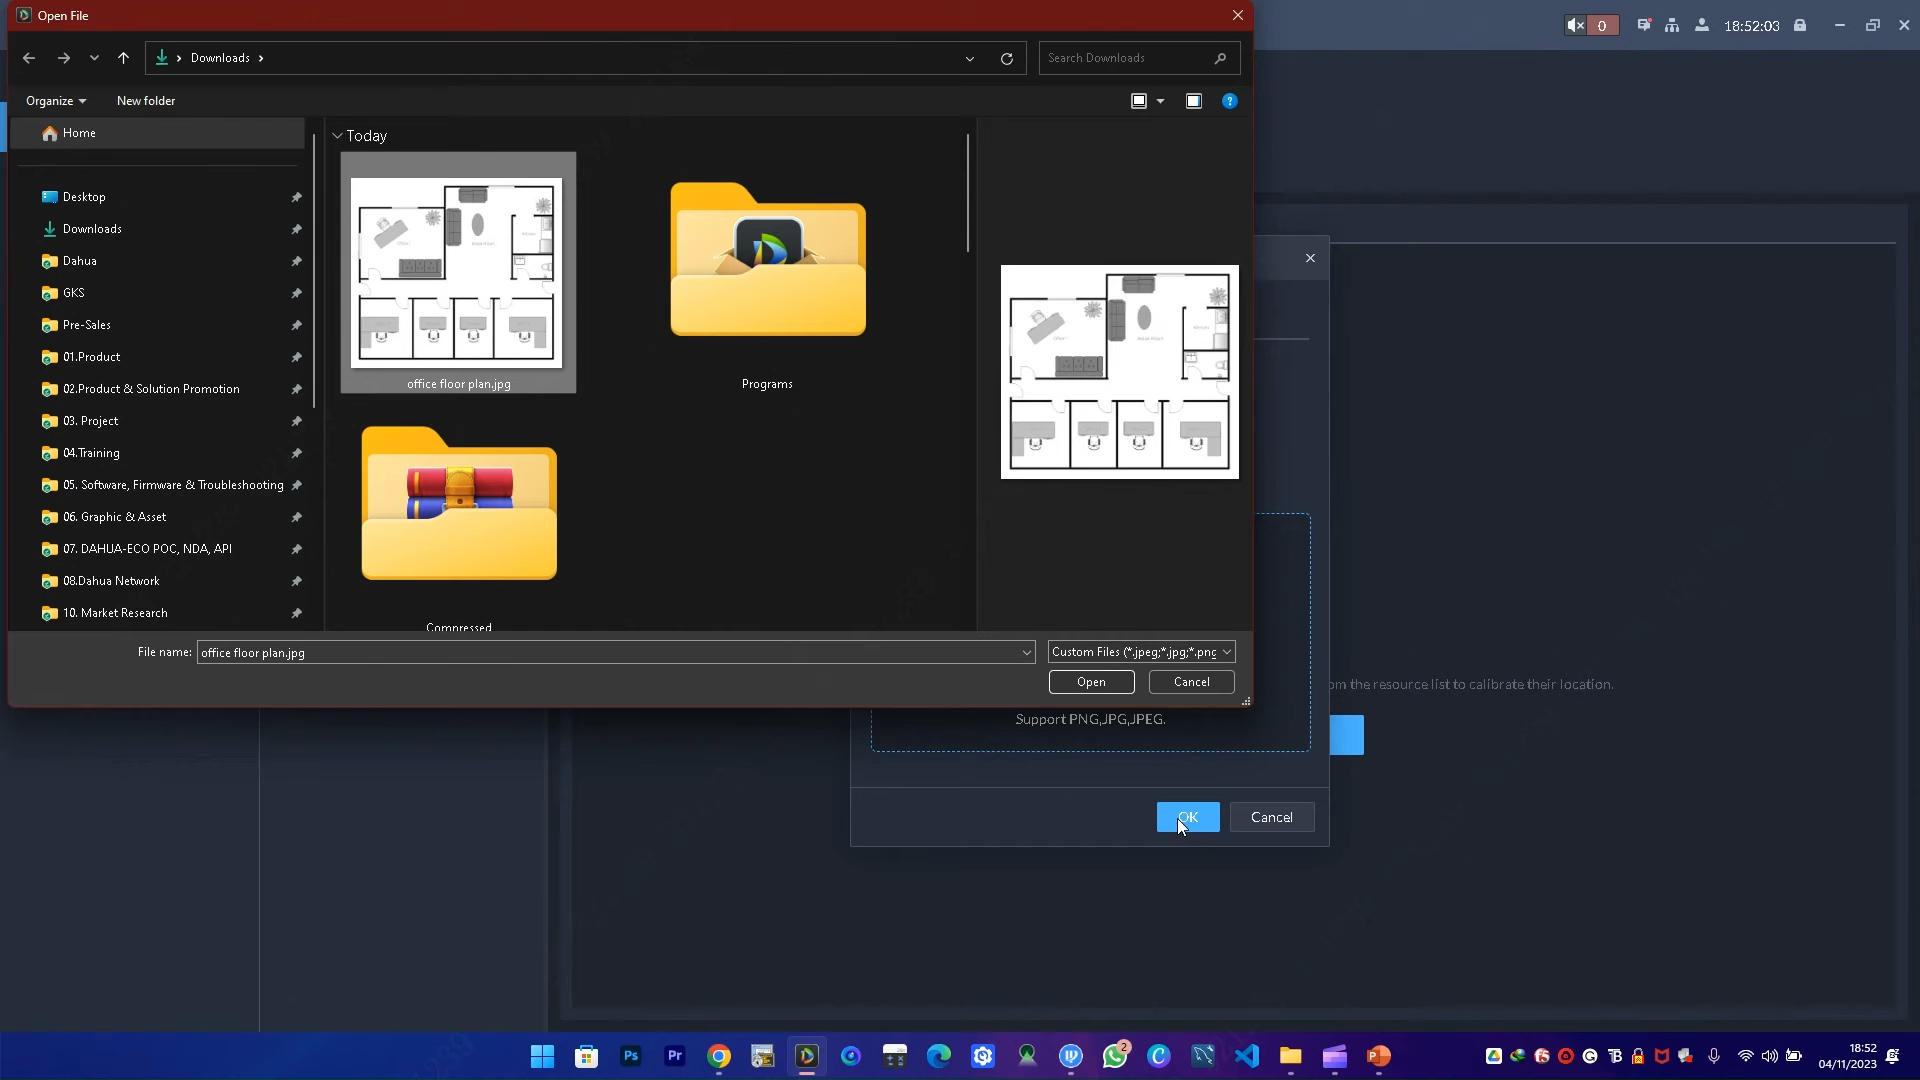 Open File
0
18:52:03
Downloads
Search Downloads
Organize
New folder
Home
Today
Desktop
Downloads
Dahua
GKS
Pre-Sales
01.Product
02.Product & Solution Promotion
03. Project
04.Training
05. Software, Firmware & Troubleshooting
06. Graphic & Asset
07. DAHUA-ECO POC, NDA, API
08.Dahua Network
10. Market Research
office floor plan.jpg
Programs
Compressed
File name:
office floor plan.jpg
Custom Files (*.jpeg;*.jpg;*.png
Open
Cancel
om the resource list to calibrate their location.
Support PNG,JPG,JPEG.
OK
Cancel
Ps
Pr
2
18:52
04/11/2023